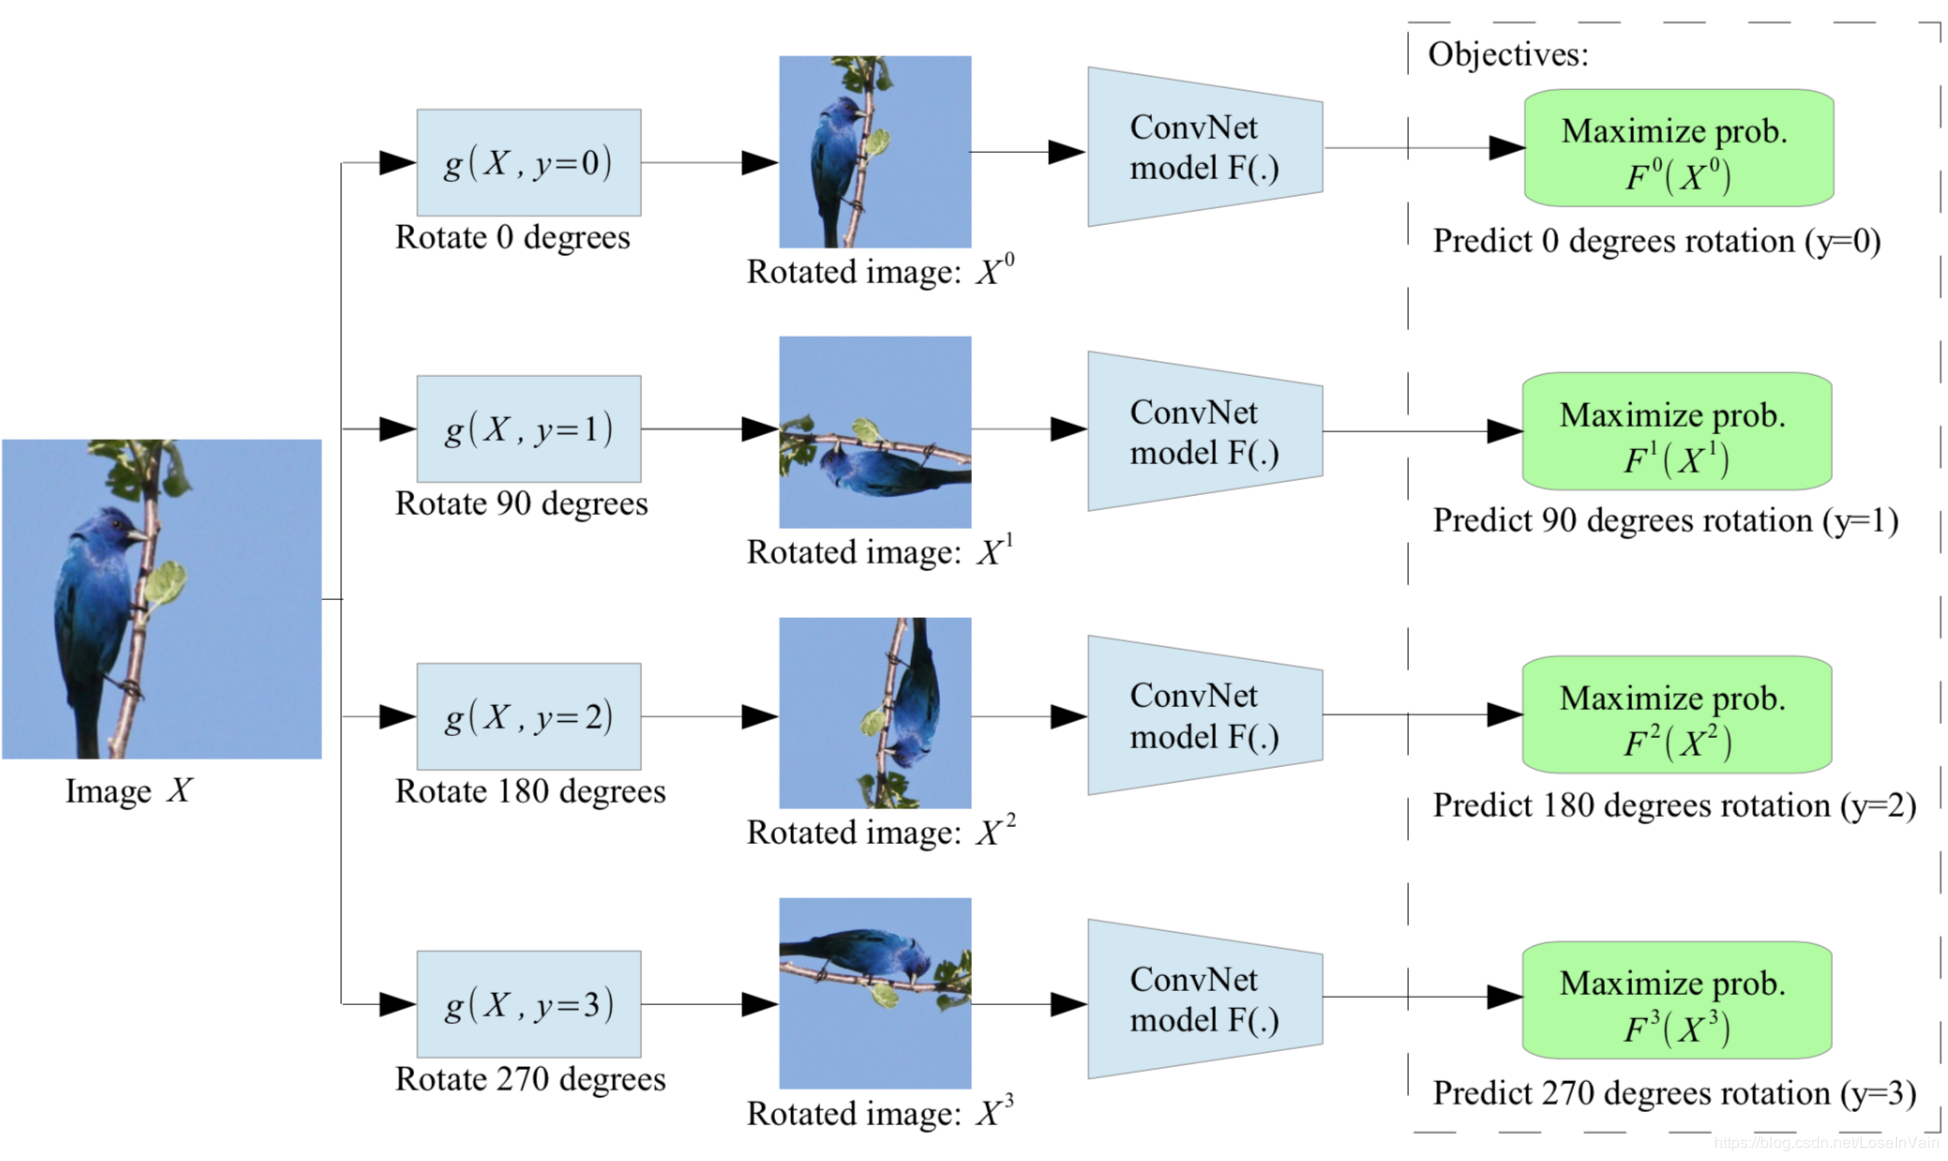 Objectives:
g(X, y=0)
Rotate 0 degrees
Rotated image: X⁰
ConvNet
model F(.)
Maximize prob.
F⁰(X⁰)
Predict 0 degrees rotation (y=0)
g(X, y=1)
Rotate 90 degrees
Rotated image: X¹
ConvNet
model F(.)
Maximize prob.
F¹(X¹)
Predict 90 degrees rotation (y=1)
Image X
g(X, y=2)
Rotate 180 degrees
Rotated image: X²
ConvNet
model F(.)
Maximize prob.
F²(X²)
Predict 180 degrees rotation (y=2)
g(X, y=3)
Rotate 270 degrees
Rotated image: X³
ConvNet
model F(.)
Maximize prob.
F³(X³)
Predict 270 degrees rotation (y=3)
https://blog.csdn.net/LoseInVain